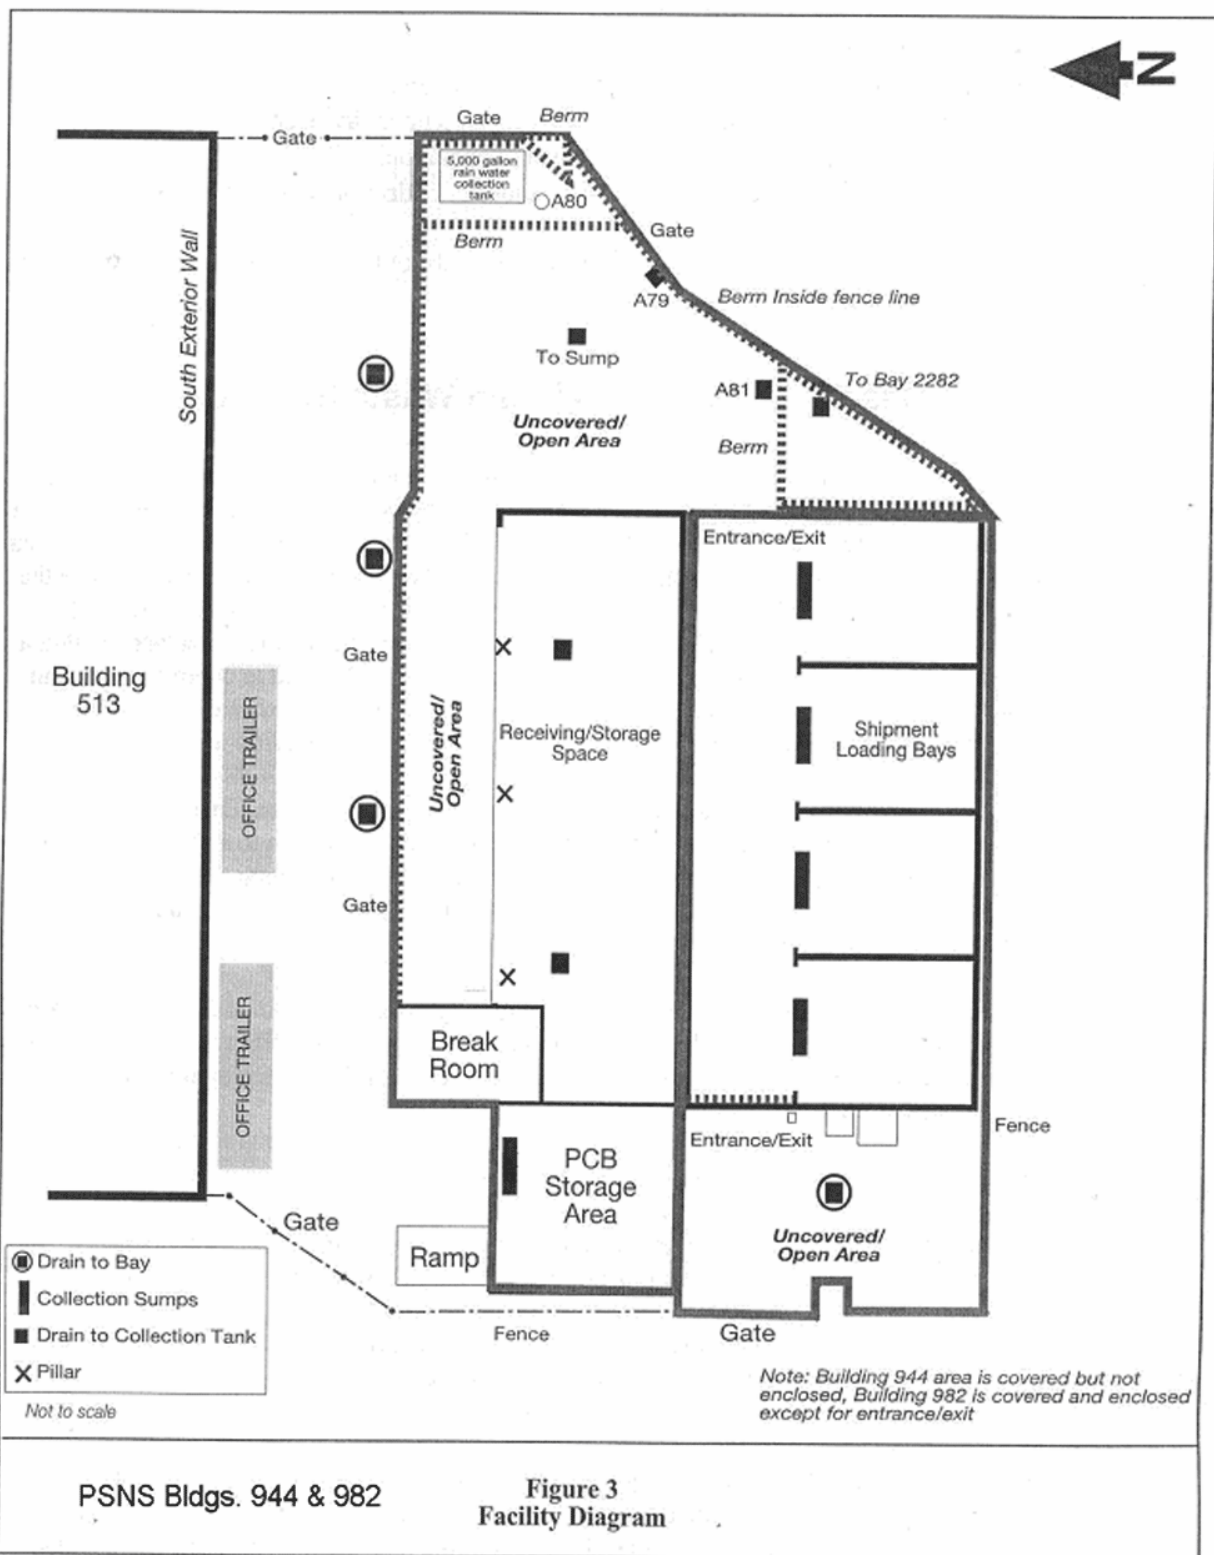 N
Gate
Berm
Gate
5,000 gallon
rain water
collection
tank
A80
Gate
Berm
South Exterior Wall
A79
Berm Inside fence line
To Sump
To Bay 2282
A81
Uncovered/
Open Area
Berm
Entrance/Exit
Gate
Building
513
OFFICE TRAILER
Uncovered/
Open Area
Receiving/Storage
Space
Shipment
Loading Bays
Gate
OFFICE TRAILER
Break
Room
Fence
Entrance/Exit
PCB
Storage
Area
Gate
Uncovered/
Open Area
Ramp
Drain to Bay
Collection Sumps
Drain to Collection Tank
Pillar
Fence
Gate
Not to scale
Note: Building 944 area is covered but not
enclosed, Building 982 is covered and enclosed
except for entrance/exit
PSNS Bldgs. 944 & 982
Figure 3
Facility Diagram